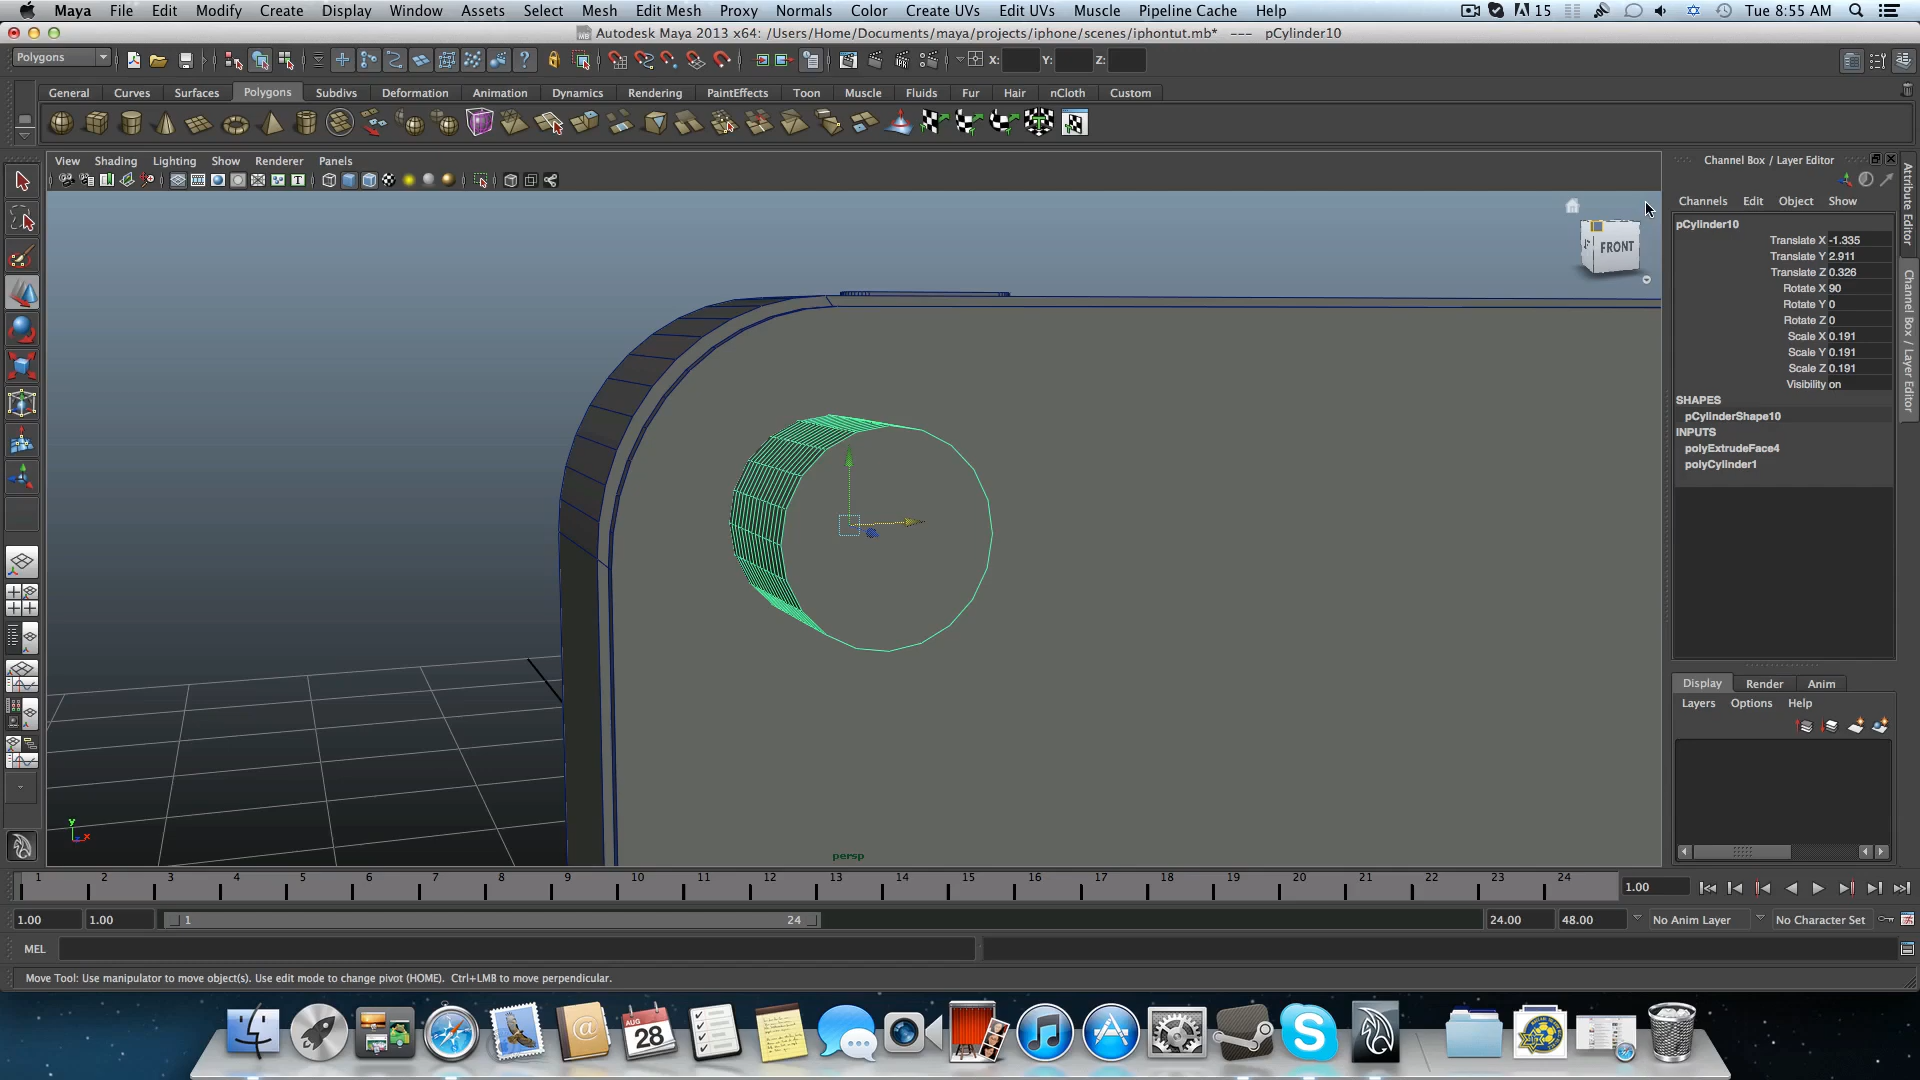 Maya File Edit Modify Create Display Window Assets Select Mesh Edit Mesh Proxy Normals Color Create UVs Edit UVs Muscle Pipeline Cache Help 15 Tue 8:55 AM
Autodesk Maya 2013 x64: /Users/Home/Documents/maya/projects/iphone/scenes/iphontut.mb* --- pCylinder10
Polygons X: Y: Z:
General Curves Surfaces Polygons Subdivs Deformation Animation Dynamics Rendering PaintEffects Toon Muscle Fluids Fur Hair nCloth Custom
View Shading Lighting Show Renderer Panels
Channel Box / Layer Editor
Channels Edit Object Show
pCylinder10
Translate X -1.335
Translate Y 2.911
Translate Z 0.326
Rotate X 90
Rotate Y 0
Rotate Z 0
Scale X 0.191
Scale Y 0.191
Scale Z 0.191
Visibility on
SHAPES
pCylinderShape10
INPUTS
polyExtrudeFace4
polyCylinder1
Attribute Editor
Channel Box / Layer Editor
FRONT
Display Render Anim
Layers Options Help
y
x
persp
1 2 3 4 5 6 7 8 9 10 11 12 13 14 15 16 17 18 19 20 21 22 23 24 1.00
1.00 1.00 1 24 24.00 48.00 No Anim Layer No Character Set
MEL
Move Tool: Use manipulator to move object(s). Use edit mode to change pivot (HOME). Ctrl+LMB to move perpendicular.
AUG
28